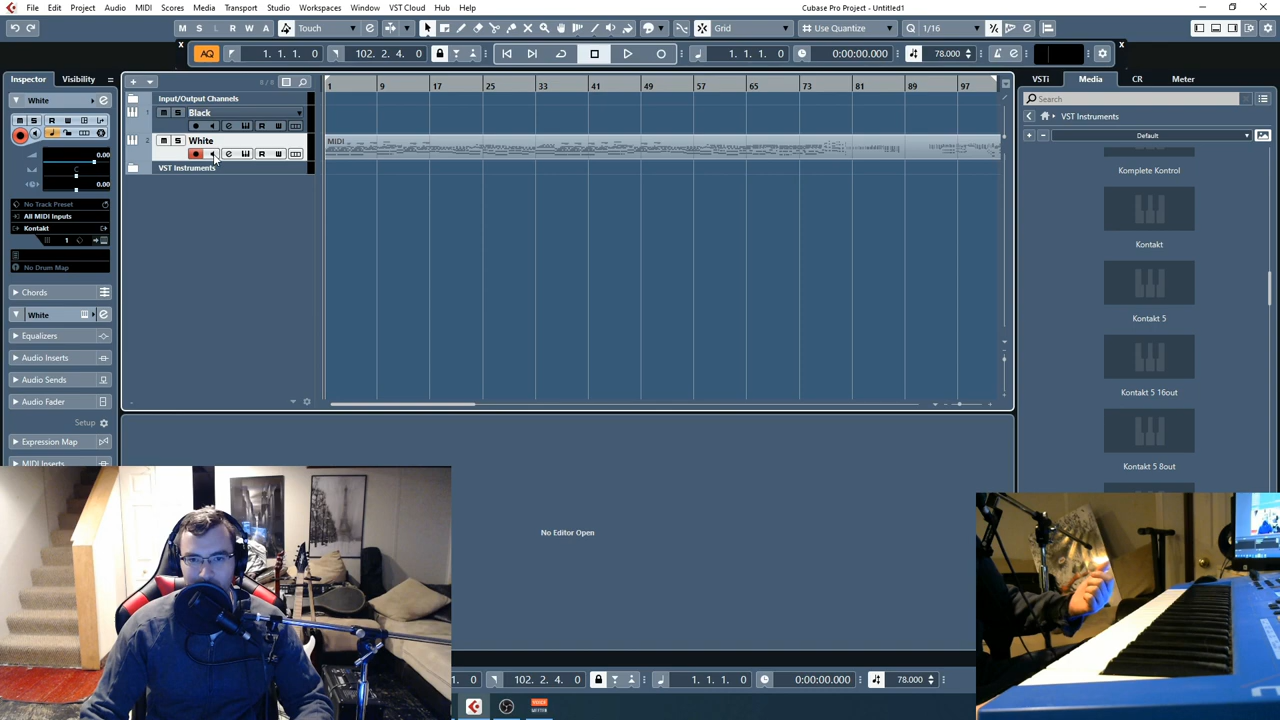 Cubase Pro Project - Untitled1
File Edit Project Audio MIDI Scores Media Transport Studio Workspaces Window VST Cloud Hub Help
M S L R W A Touch Grid Use Quantize 1/16
AQ 1. 1. 1. 0 102. 2. 4. 0 1. 1. 1. 0 0:00:00.000 78.000
Inspector Visibility
8 / 8
1 9 17 25 33 41 49 57 65 73 81 89 97
VSTi Media CR Meter
Search
VST Instruments
Default
White
Input/Output Channels
1 Black
2 White
MIDI
VST Instruments
0.00
C
0.00
No Track Preset
All MIDI Inputs
Kontakt
1
No Drum Map
Chords
White
Equalizers
Audio Inserts
Audio Sends
Audio Fader
Setup
Expression Map
MIDI Inserts
Komplete Kontrol
Kontakt
Kontakt 5
Kontakt 5 16out
Kontakt 5 8out
No Editor Open
1. 0 102. 2. 4. 0 1. 1. 1. 0 0:00:00.000 78.000